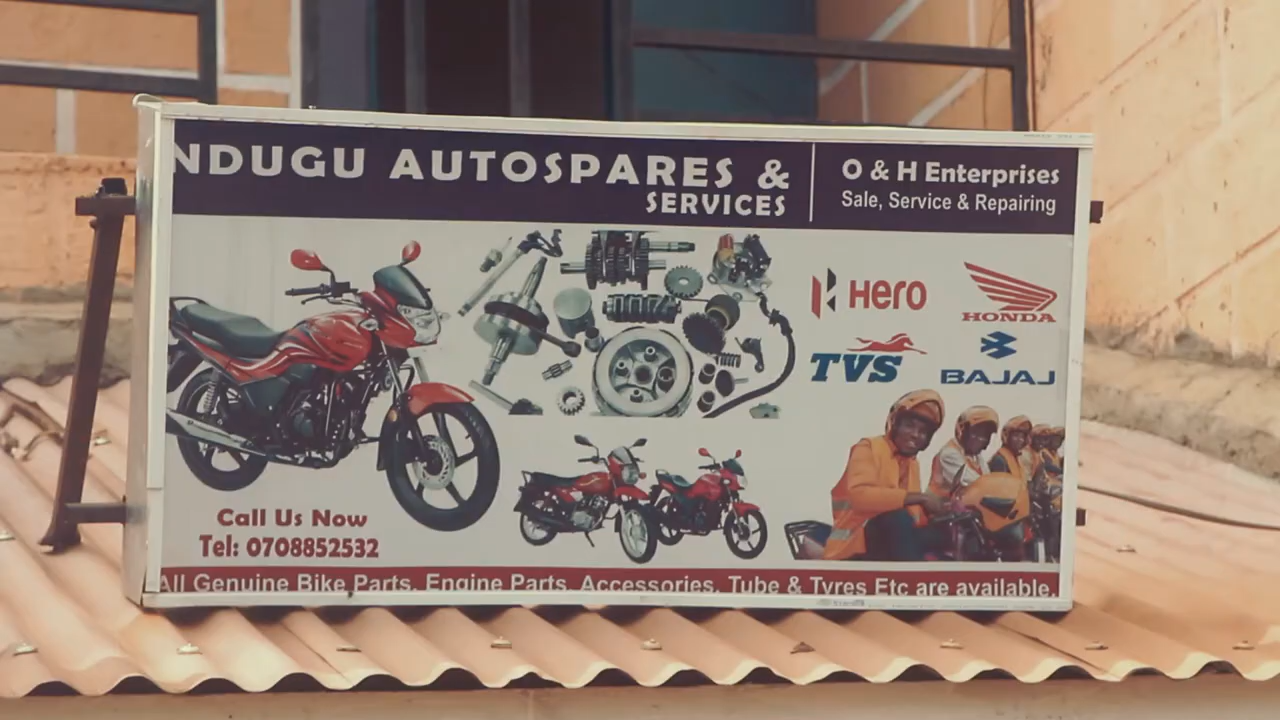 NDUGU AUTOSPARES &
SERVICES
O & H Enterprises
Sale, Service & Repairing
Hero
HONDA
TVS
BAJAJ
Call Us Now
Tel: 0708852532
All Genuine Bike Parts, Engine Parts, Accessories, Tube & Tyres Etc are available.